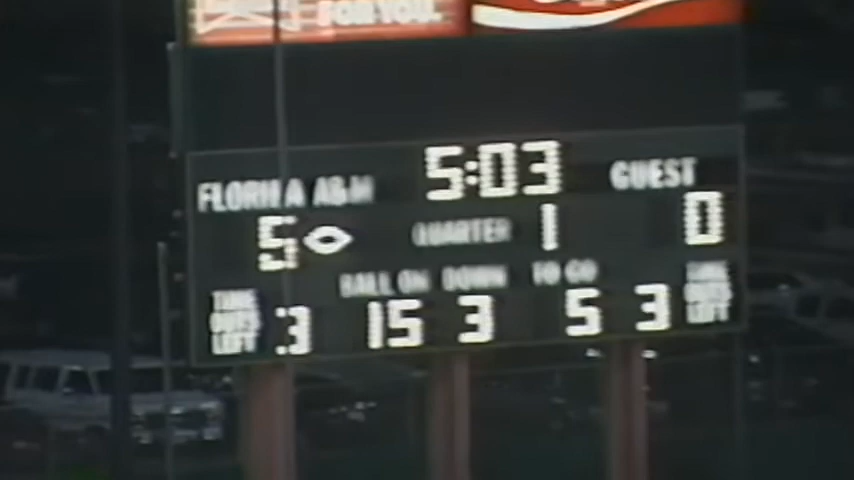 FOR YOU.
5:03
FLORIDA A&M GUEST
5 QUARTER 1 0
BALL ON DOWN TO GO
TIME OUTS LEFT 3 15 3 5 3 TIME OUTS LEFT